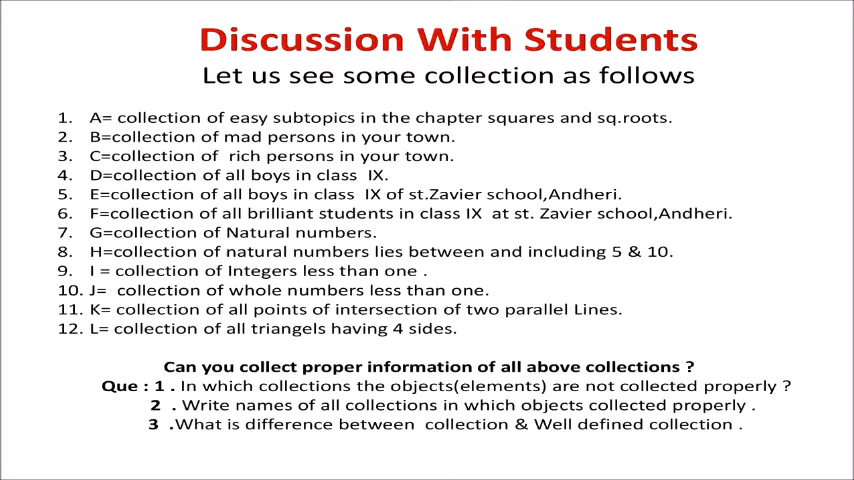 Discussion With Students
Let us see some collection as follows
1. A= collection of easy subtopics in the chapter squares and sq.roots.
2. B=collection of mad persons in your town.
3. C=collection of rich persons in your town.
4. D=collection of all boys in class IX.
5. E=collection of all boys in class IX of st.Zavier school,Andheri.
6. F=collection of all brilliant students in class IX at st. Zavier school,Andheri.
7. G=collection of Natural numbers.
8. H=collection of natural numbers lies between and including 5 & 10.
9. I = collection of Integers less than one .
10. J= collection of whole numbers less than one.
11. K= collection of all points of intersection of two parallel Lines.
12. L= collection of all triangels having 4 sides.
Can you collect proper information of all above collections ?
Que : 1 . In which collections the objects(elements) are not collected properly ?
2 . Write names of all collections in which objects collected properly .
3 .What is difference between collection & Well defined collection .